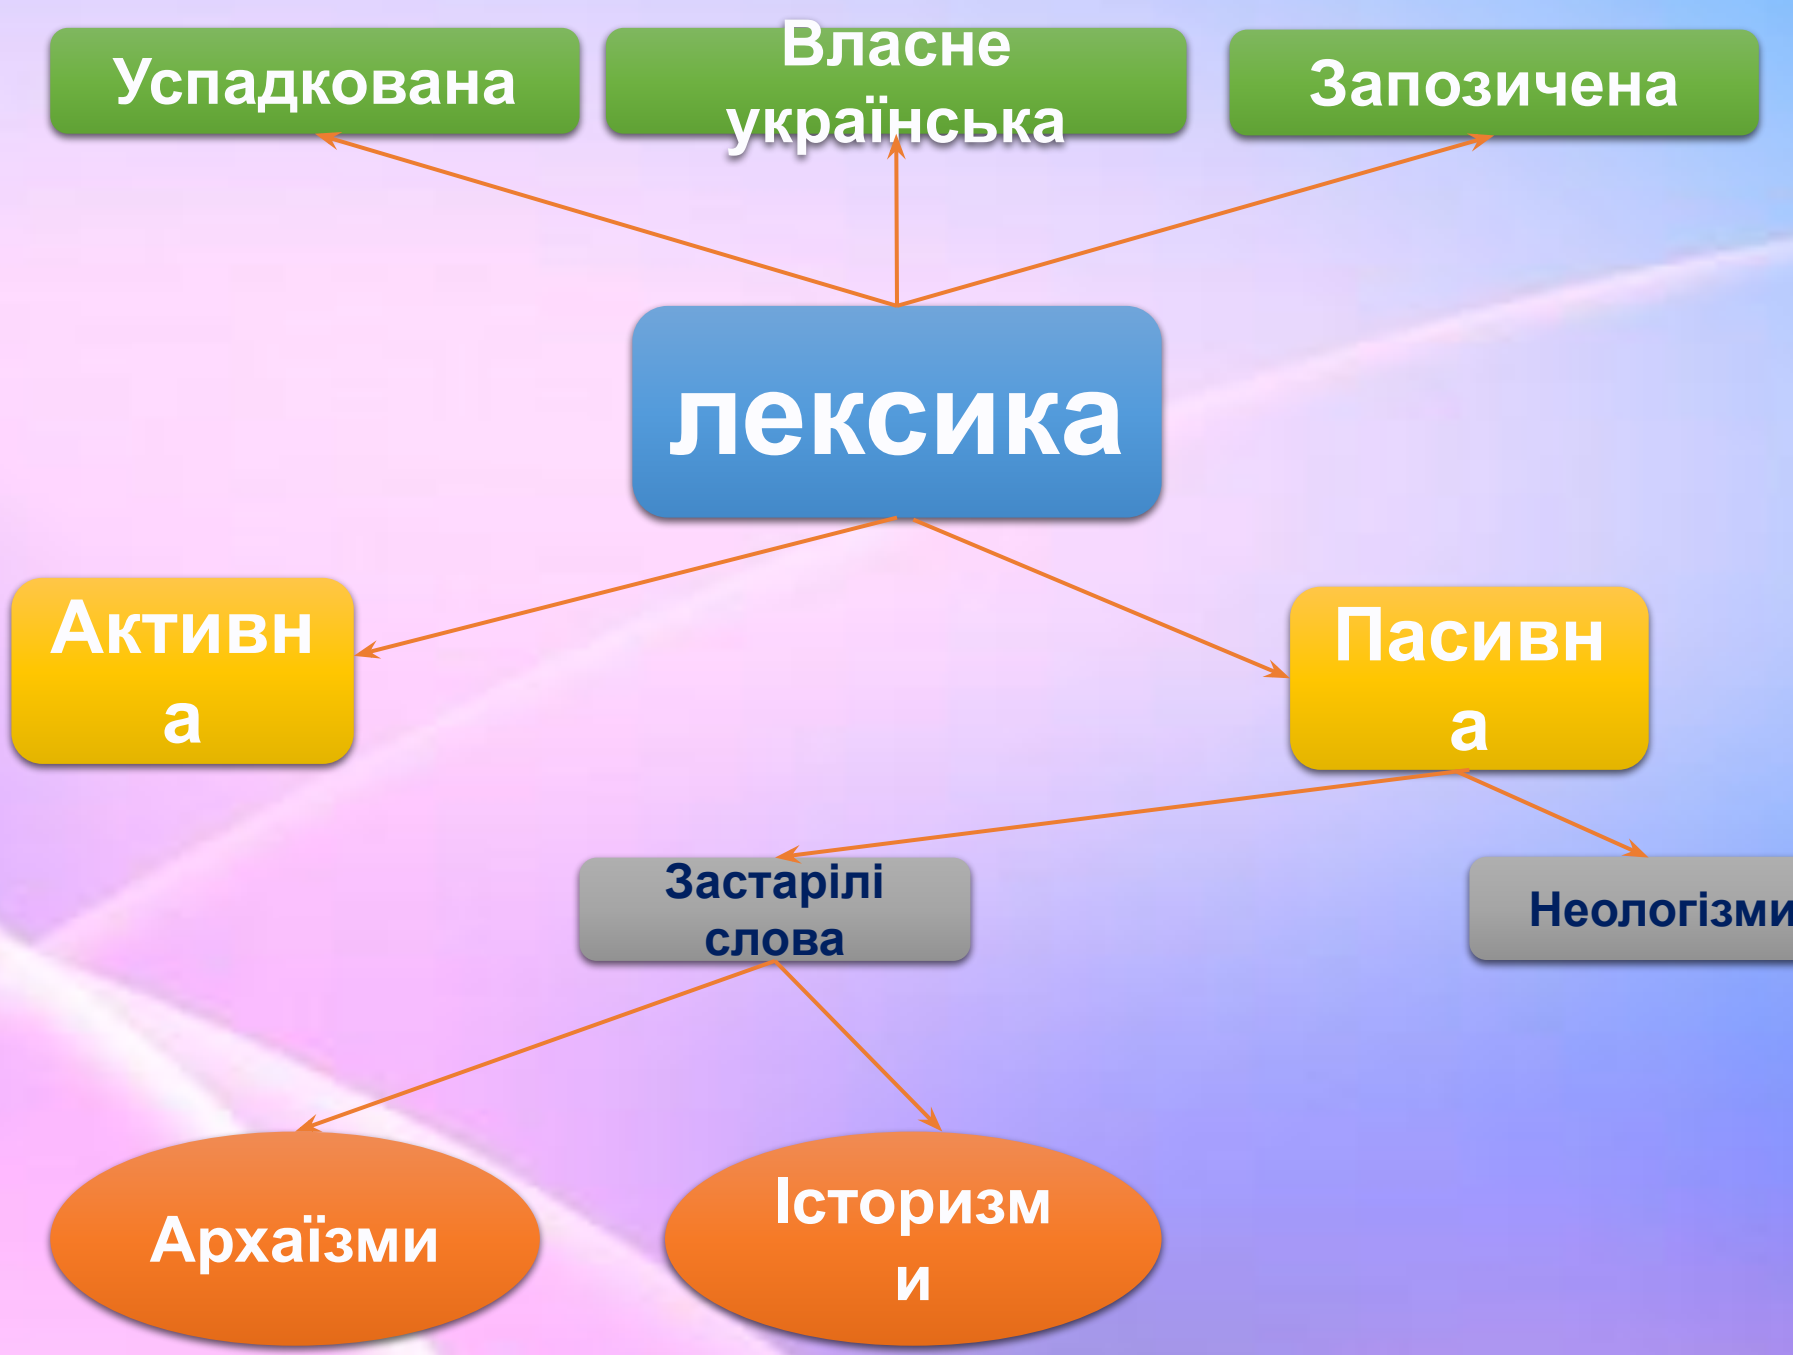 Успадкована
Власне
українська
Запозичена
лексика
Активн
а
Пасивн
а
Застарілі
слова
Неологізми
Архаїзми
Історизм
и